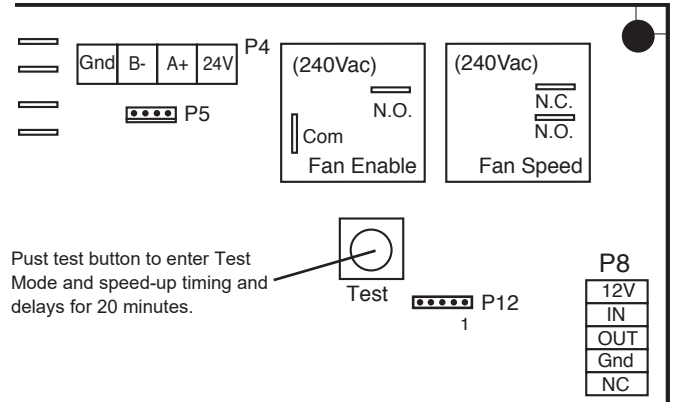 Gnd B- A+ 24V P4
P5
(240Vac)
N.O.
Com
Fan Enable
(240Vac)
N.C.
N.O.
Fan Speed
Pust test button to enter Test
Mode and speed-up timing and
delays for 20 minutes.
Test
P12
1
P8
12V
IN
OUT
Gnd
NC